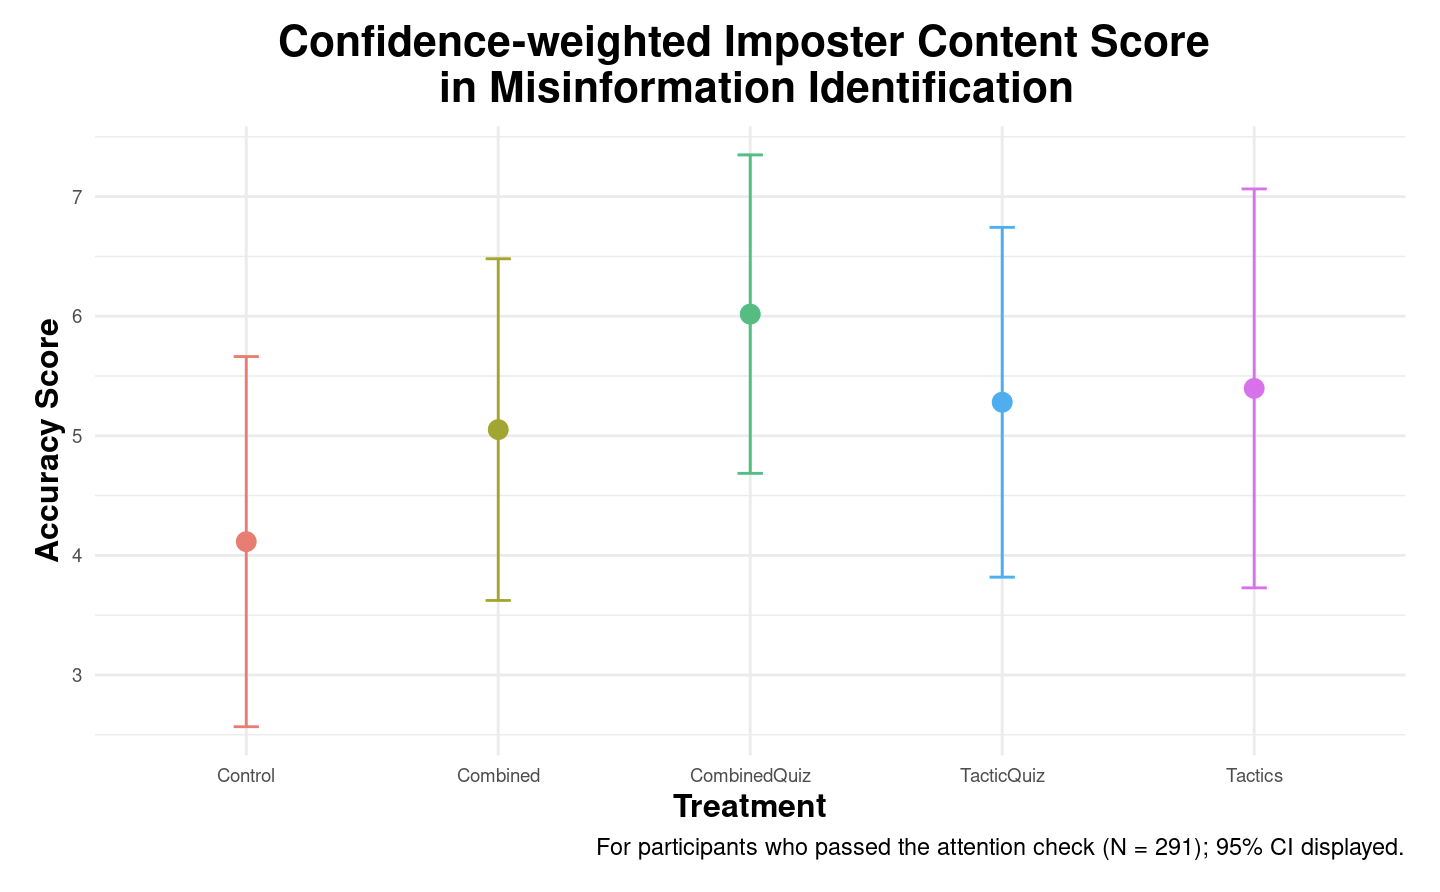 Confidence-weighted Imposter Content Score
in Misinformation Identification
Accuracy Score
7
6
5
4
3
Control Combined CombinedQuiz TacticQuiz Tactics
Treatment
For participants who passed the attention check (N = 291); 95% CI displayed.